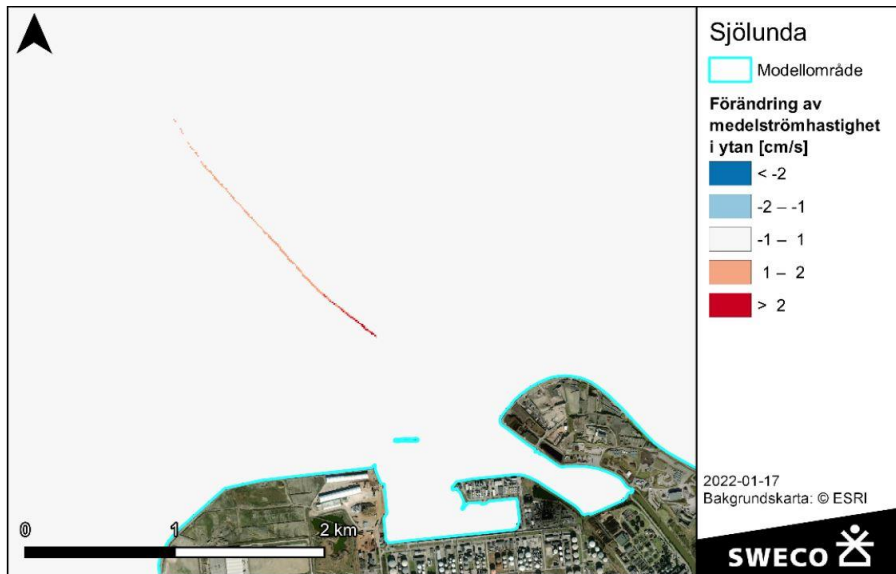 Sjölunda
Modellområde
Förändring av
medelströmhastighet
i ytan [cm/s]
< -2
-2 – -1
-1 – 1
1 – 2
> 2
2022-01-17
Bakgrundskarta: © ESRI
SWECO
0 1 2 km